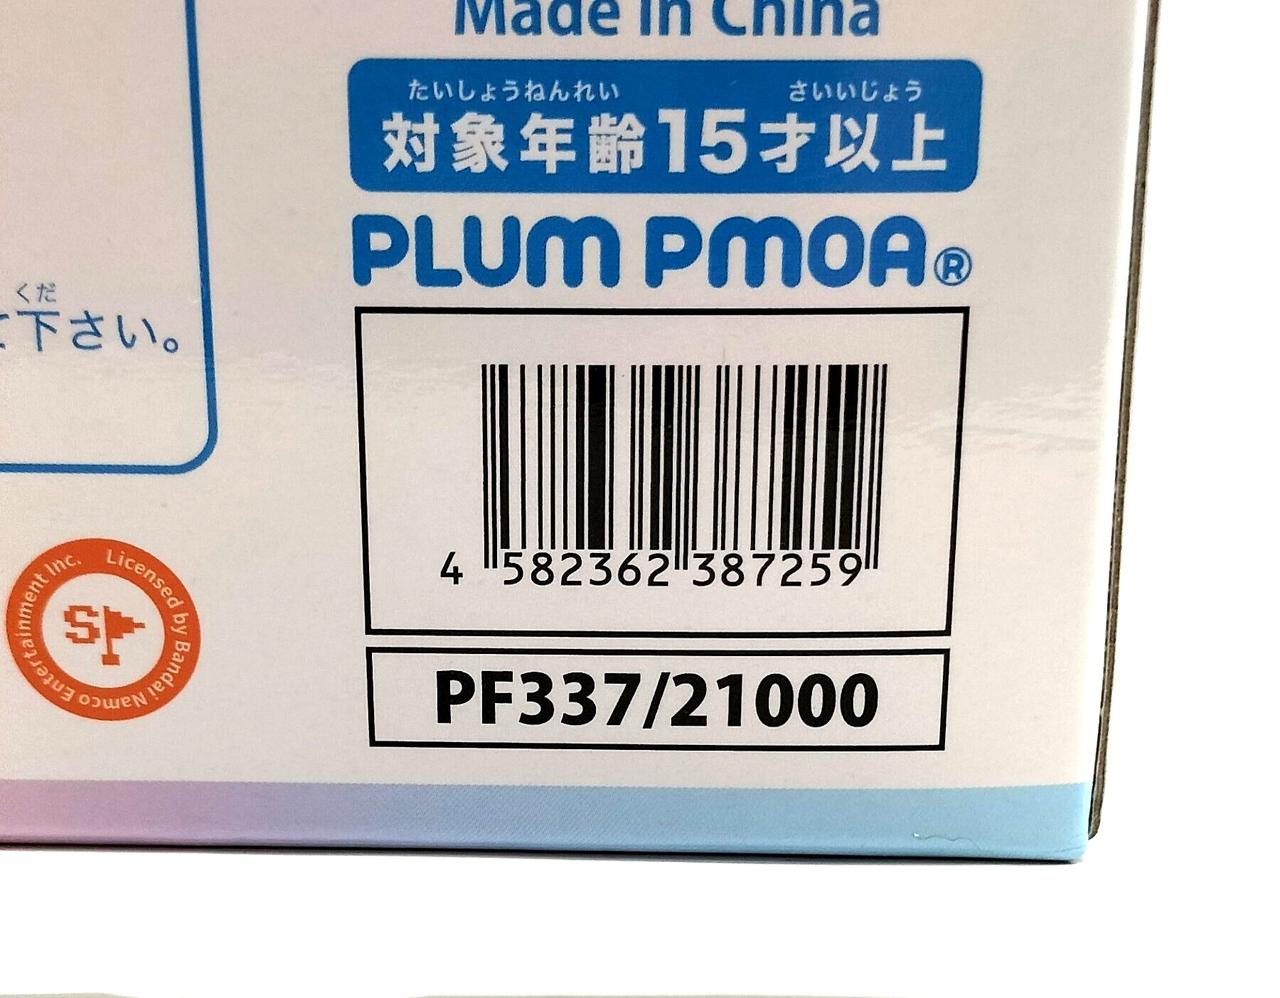 Made in China
たいしょうねんれい さいいじょう
対象年齢15才以上
PLUM PMOA®
くだ
下さい。
4 582362 387259
Licensed by Bandai Namco Entertainment Inc.
SP
PF337/21000